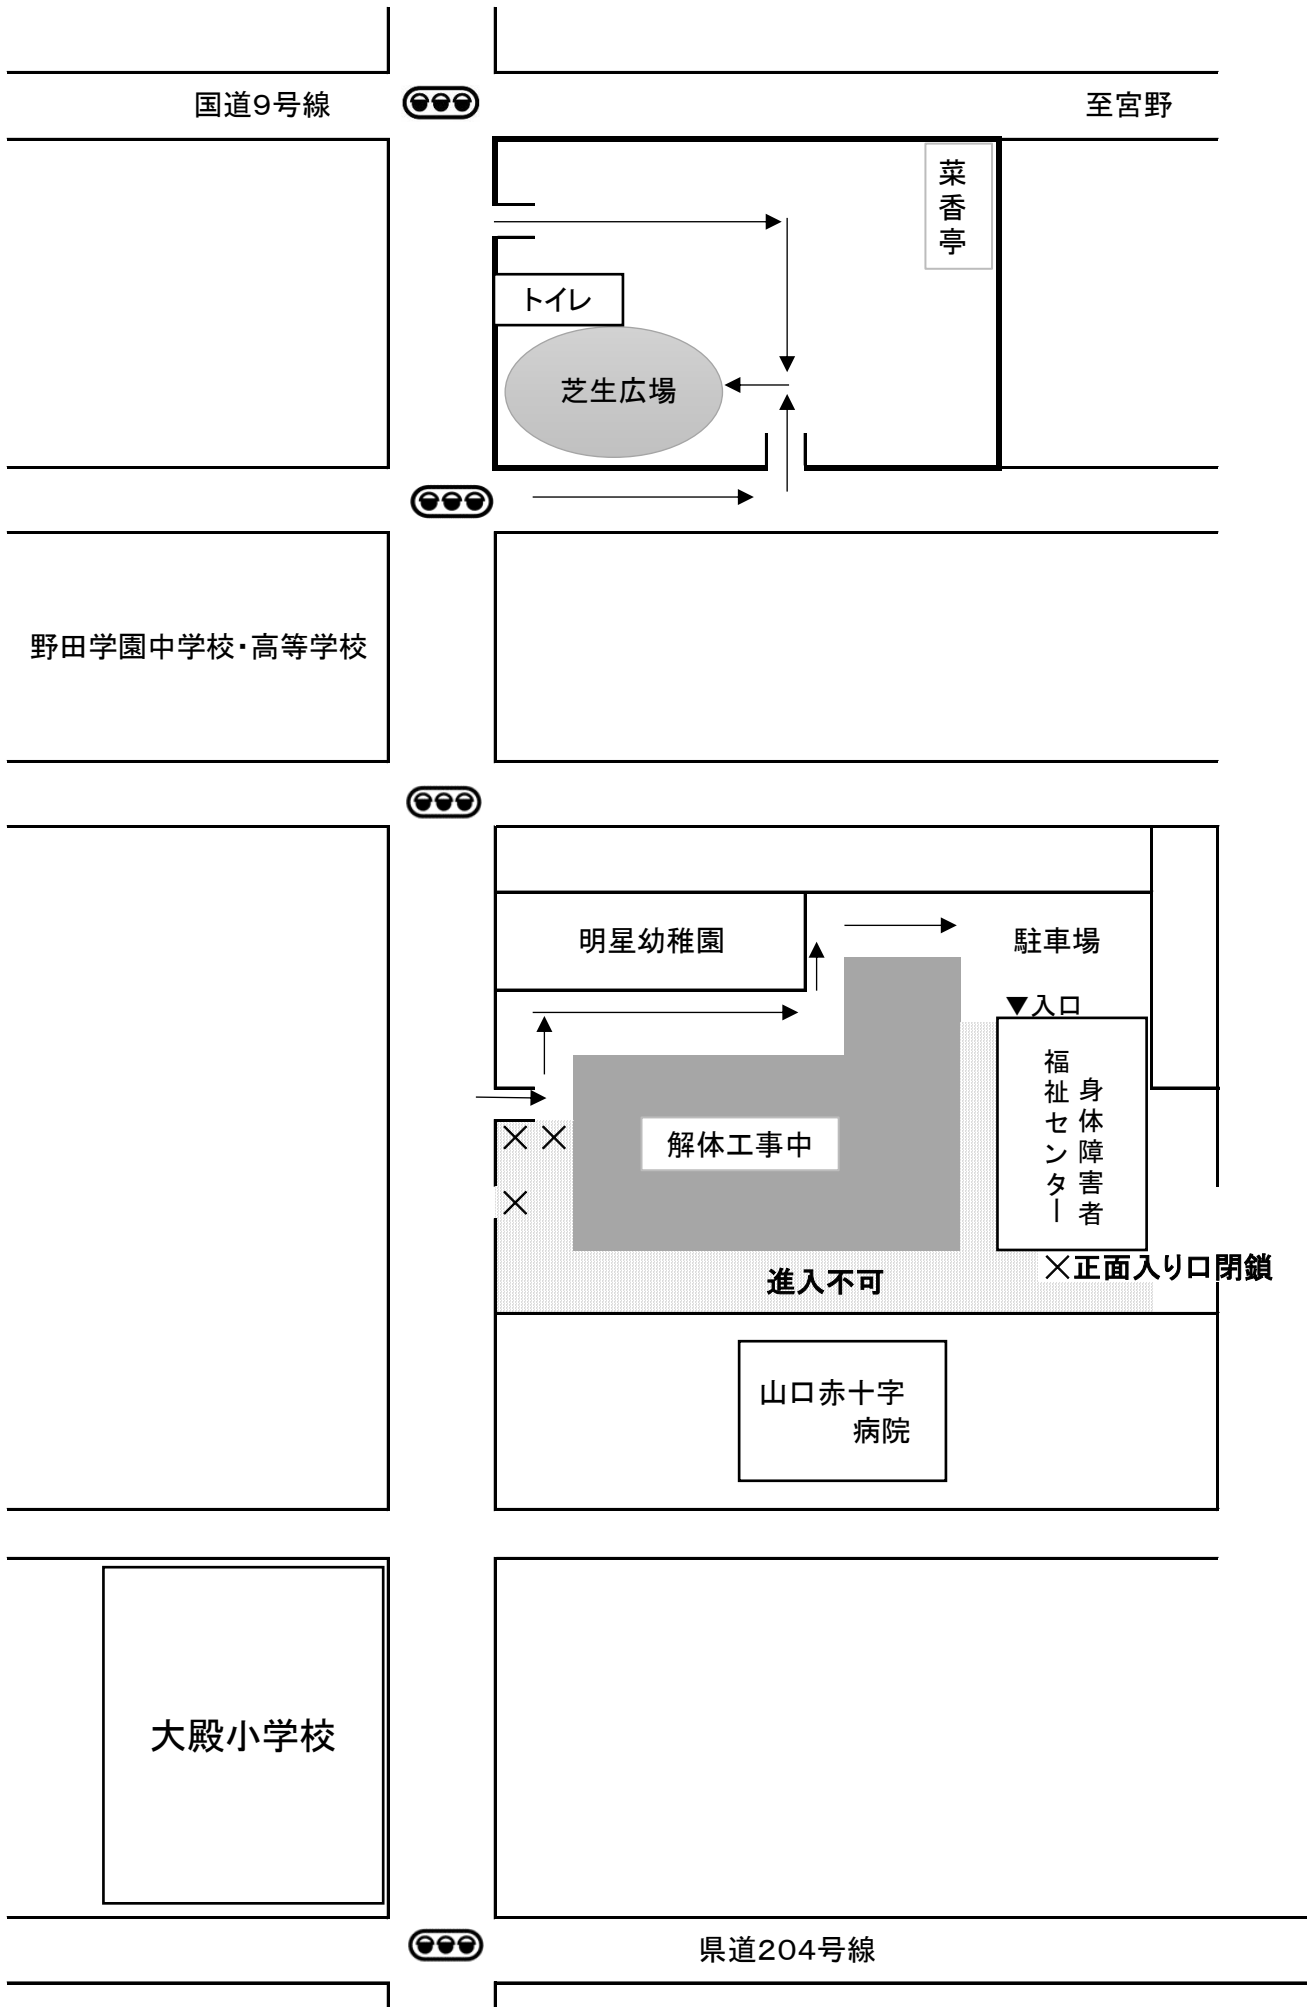 国道9号線
至宮野
菜香亭
トイレ
芝生広場
野田学園中学校・高等学校
明星幼稚園
駐車場
▼入口
身体障害者
福祉センター
解体工事中
×正面入り口閉鎖
進入不可
山口赤十字
病院
大殿小学校
県道204号線